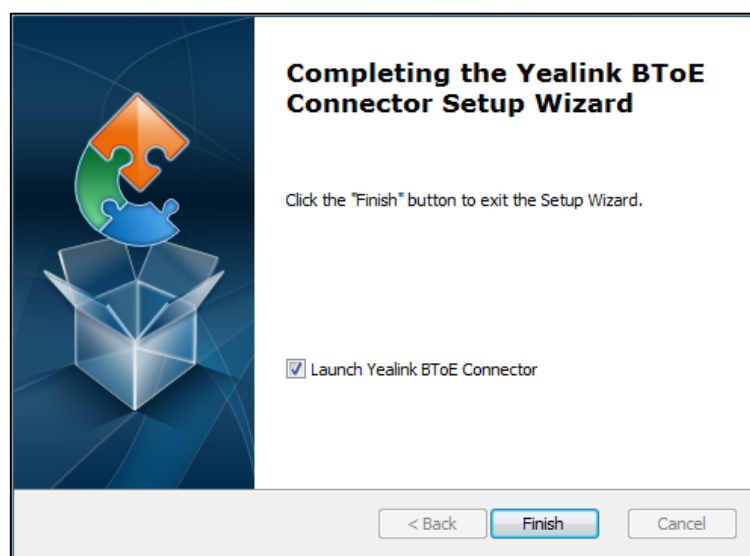 Completing the Yealink BToE
Connector Setup Wizard
Click the "Finish" button to exit the Setup Wizard.
Launch Yealink BToE Connector
< Back
Finish
Cancel